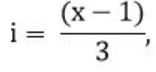 i = (x – 1) / 3,